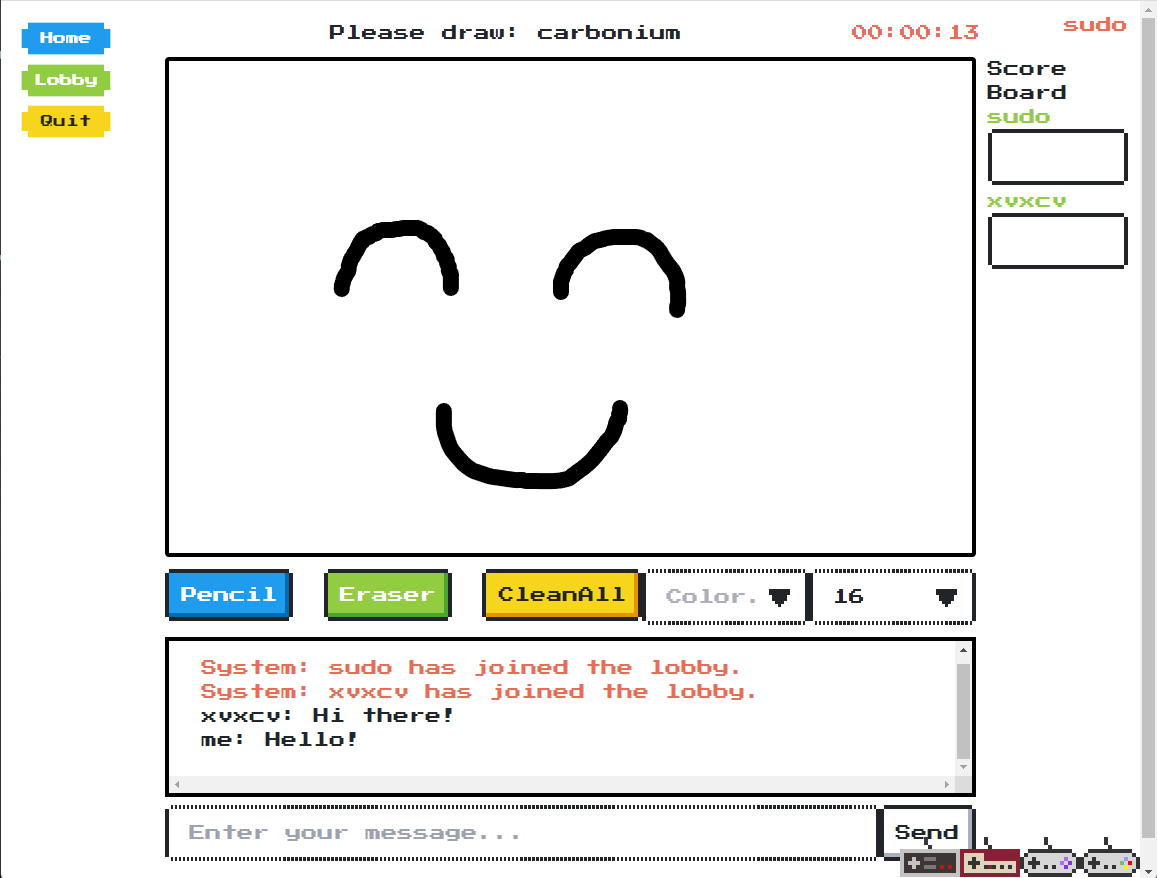 Home
Please draw: carbonium
00:00:13
sudo
Lobby
Quit
Score
Board
sudo
xvxcv
Pencil
Eraser
CleanAll
Color.
16
System: sudo has joined the lobby.
System: xvxcv has joined the lobby.
xvxcv: Hi there!
me: Hello!
Enter your message...
Send